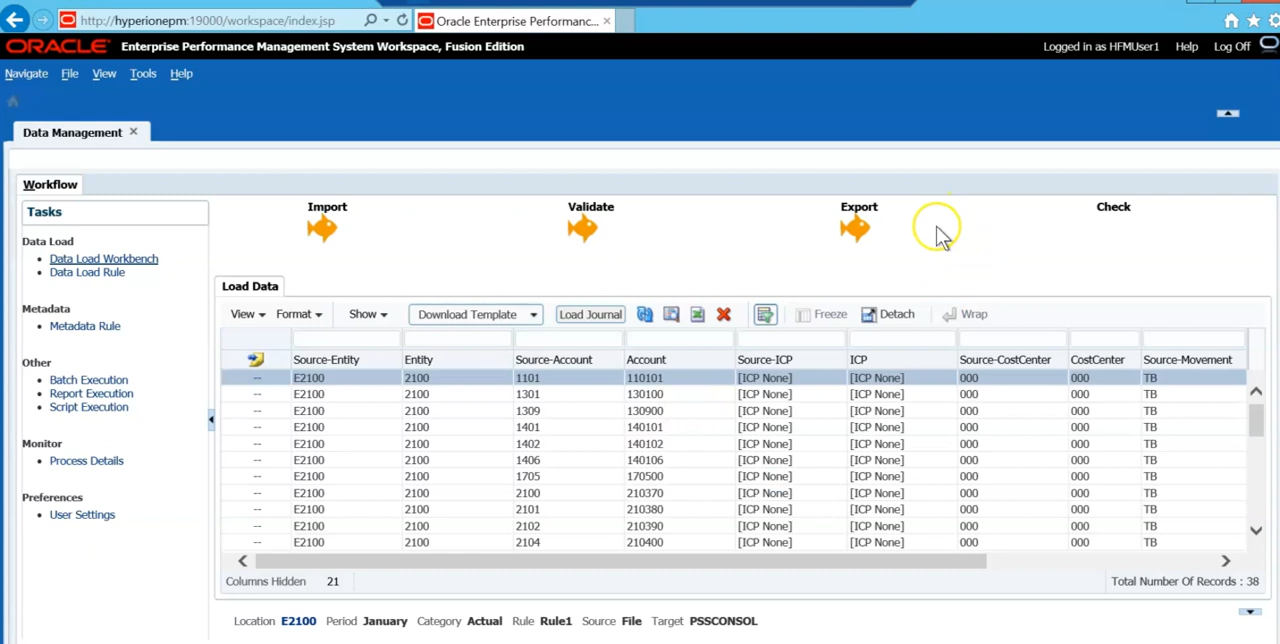 http://hyperionepm:19000/workspace/index.jsp Oracle Enterprise Performanc...
ORACLE Enterprise Performance Management System Workspace, Fusion Edition Logged in as HFMUser1 Help Log Off
Navigate File View Tools Help
Data Management
Workflow
Tasks
Import Validate Export Check
Data Load
Data Load Workbench
Data Load Rule
Metadata
Metadata Rule
Other
Batch Execution
Report Execution
Script Execution
Monitor
Process Details
Preferences
User Settings
Load Data
View Format Show Download Template Load Journal Freeze Detach Wrap
Source-Entity Entity Source-Account Account Source-ICP ICP Source-CostCenter CostCenter Source-Movement
-- E2100 2100 1101 110101 [ICP None] [ICP None] 000 000 TB
-- E2100 2100 1301 130100 [ICP None] [ICP None] 000 000 TB
-- E2100 2100 1309 130900 [ICP None] [ICP None] 000 000 TB
-- E2100 2100 1401 140101 [ICP None] [ICP None] 000 000 TB
-- E2100 2100 1402 140102 [ICP None] [ICP None] 000 000 TB
-- E2100 2100 1406 140106 [ICP None] [ICP None] 000 000 TB
-- E2100 2100 1705 170500 [ICP None] [ICP None] 000 000 TB
-- E2100 2100 2100 210370 [ICP None] [ICP None] 000 000 TB
-- E2100 2100 2101 210380 [ICP None] [ICP None] 000 000 TB
-- E2100 2100 2102 210390 [ICP None] [ICP None] 000 000 TB
-- E2100 2100 2104 210400 [ICP None] [ICP None] 000 000 TB
Columns Hidden 21 Total Number Of Records : 38
Location E2100 Period January Category Actual Rule Rule1 Source File Target PSSCONSOL